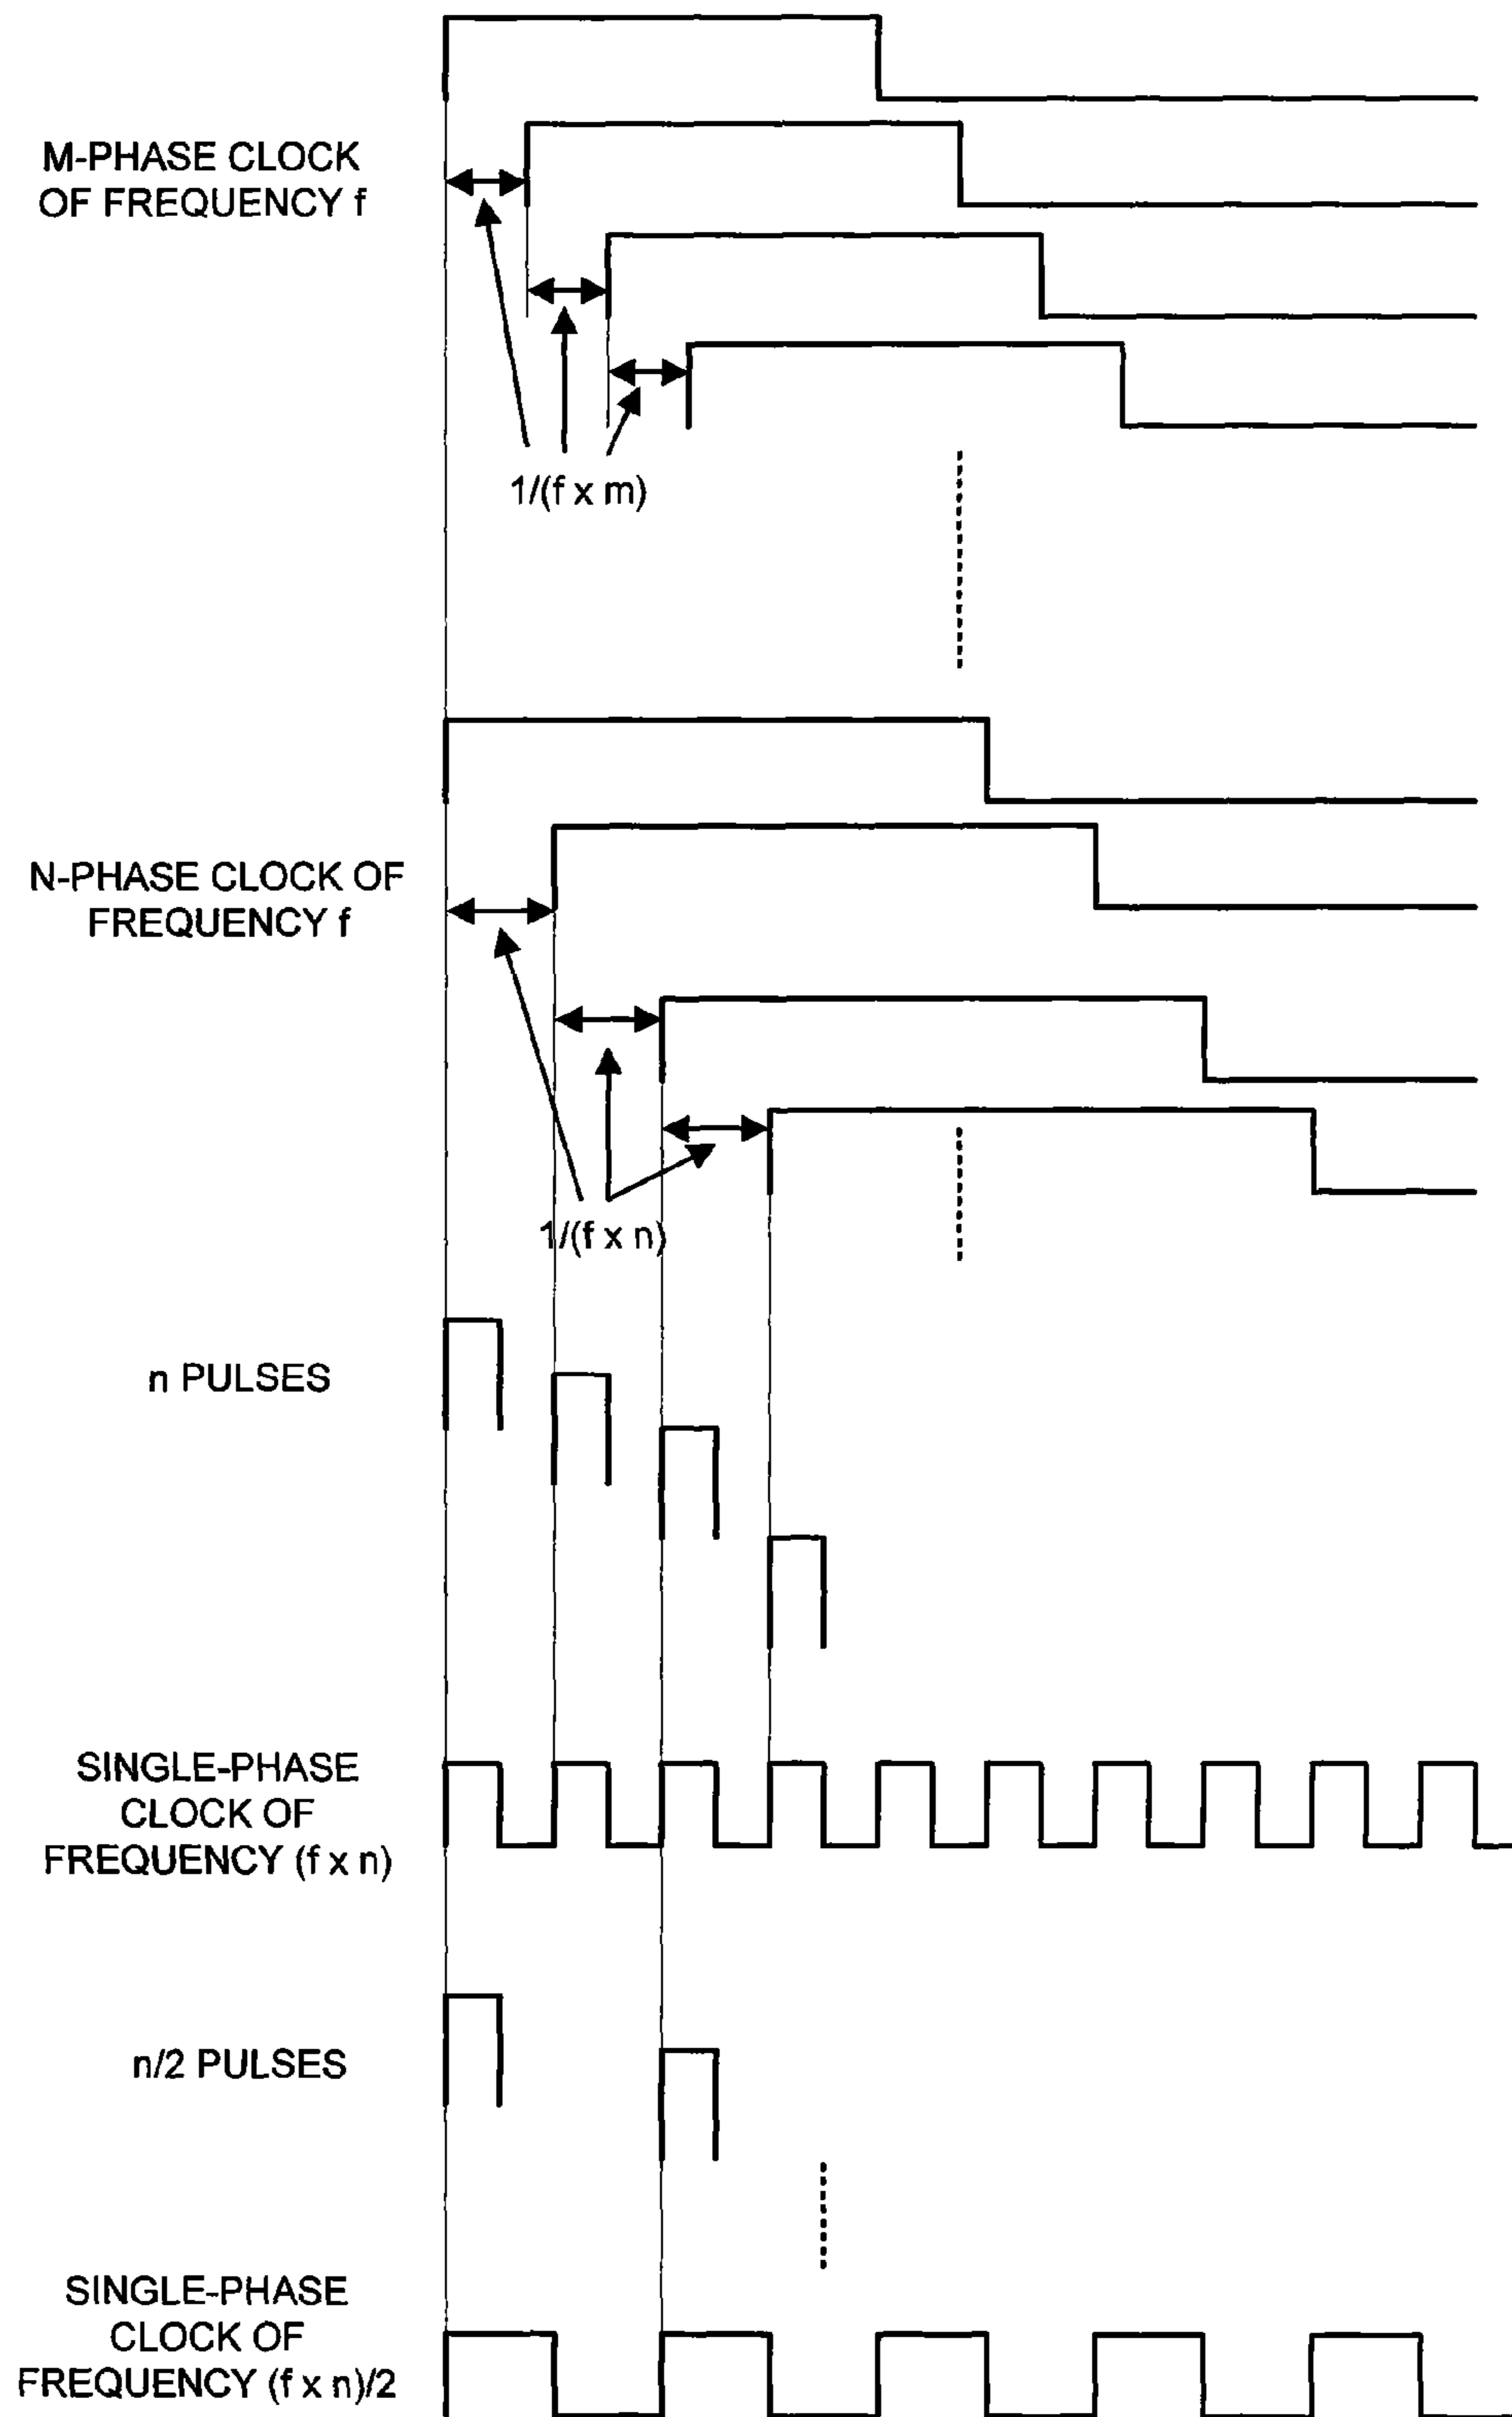 M-PHASE CLOCK
OF FREQUENCY f
1/(f x m)
N-PHASE CLOCK OF
FREQUENCY f
1/(f x n)
n PULSES
SINGLE-PHASE
CLOCK OF
FREQUENCY (f x n)
n/2 PULSES
SINGLE-PHASE
CLOCK OF
FREQUENCY (f x n)/2